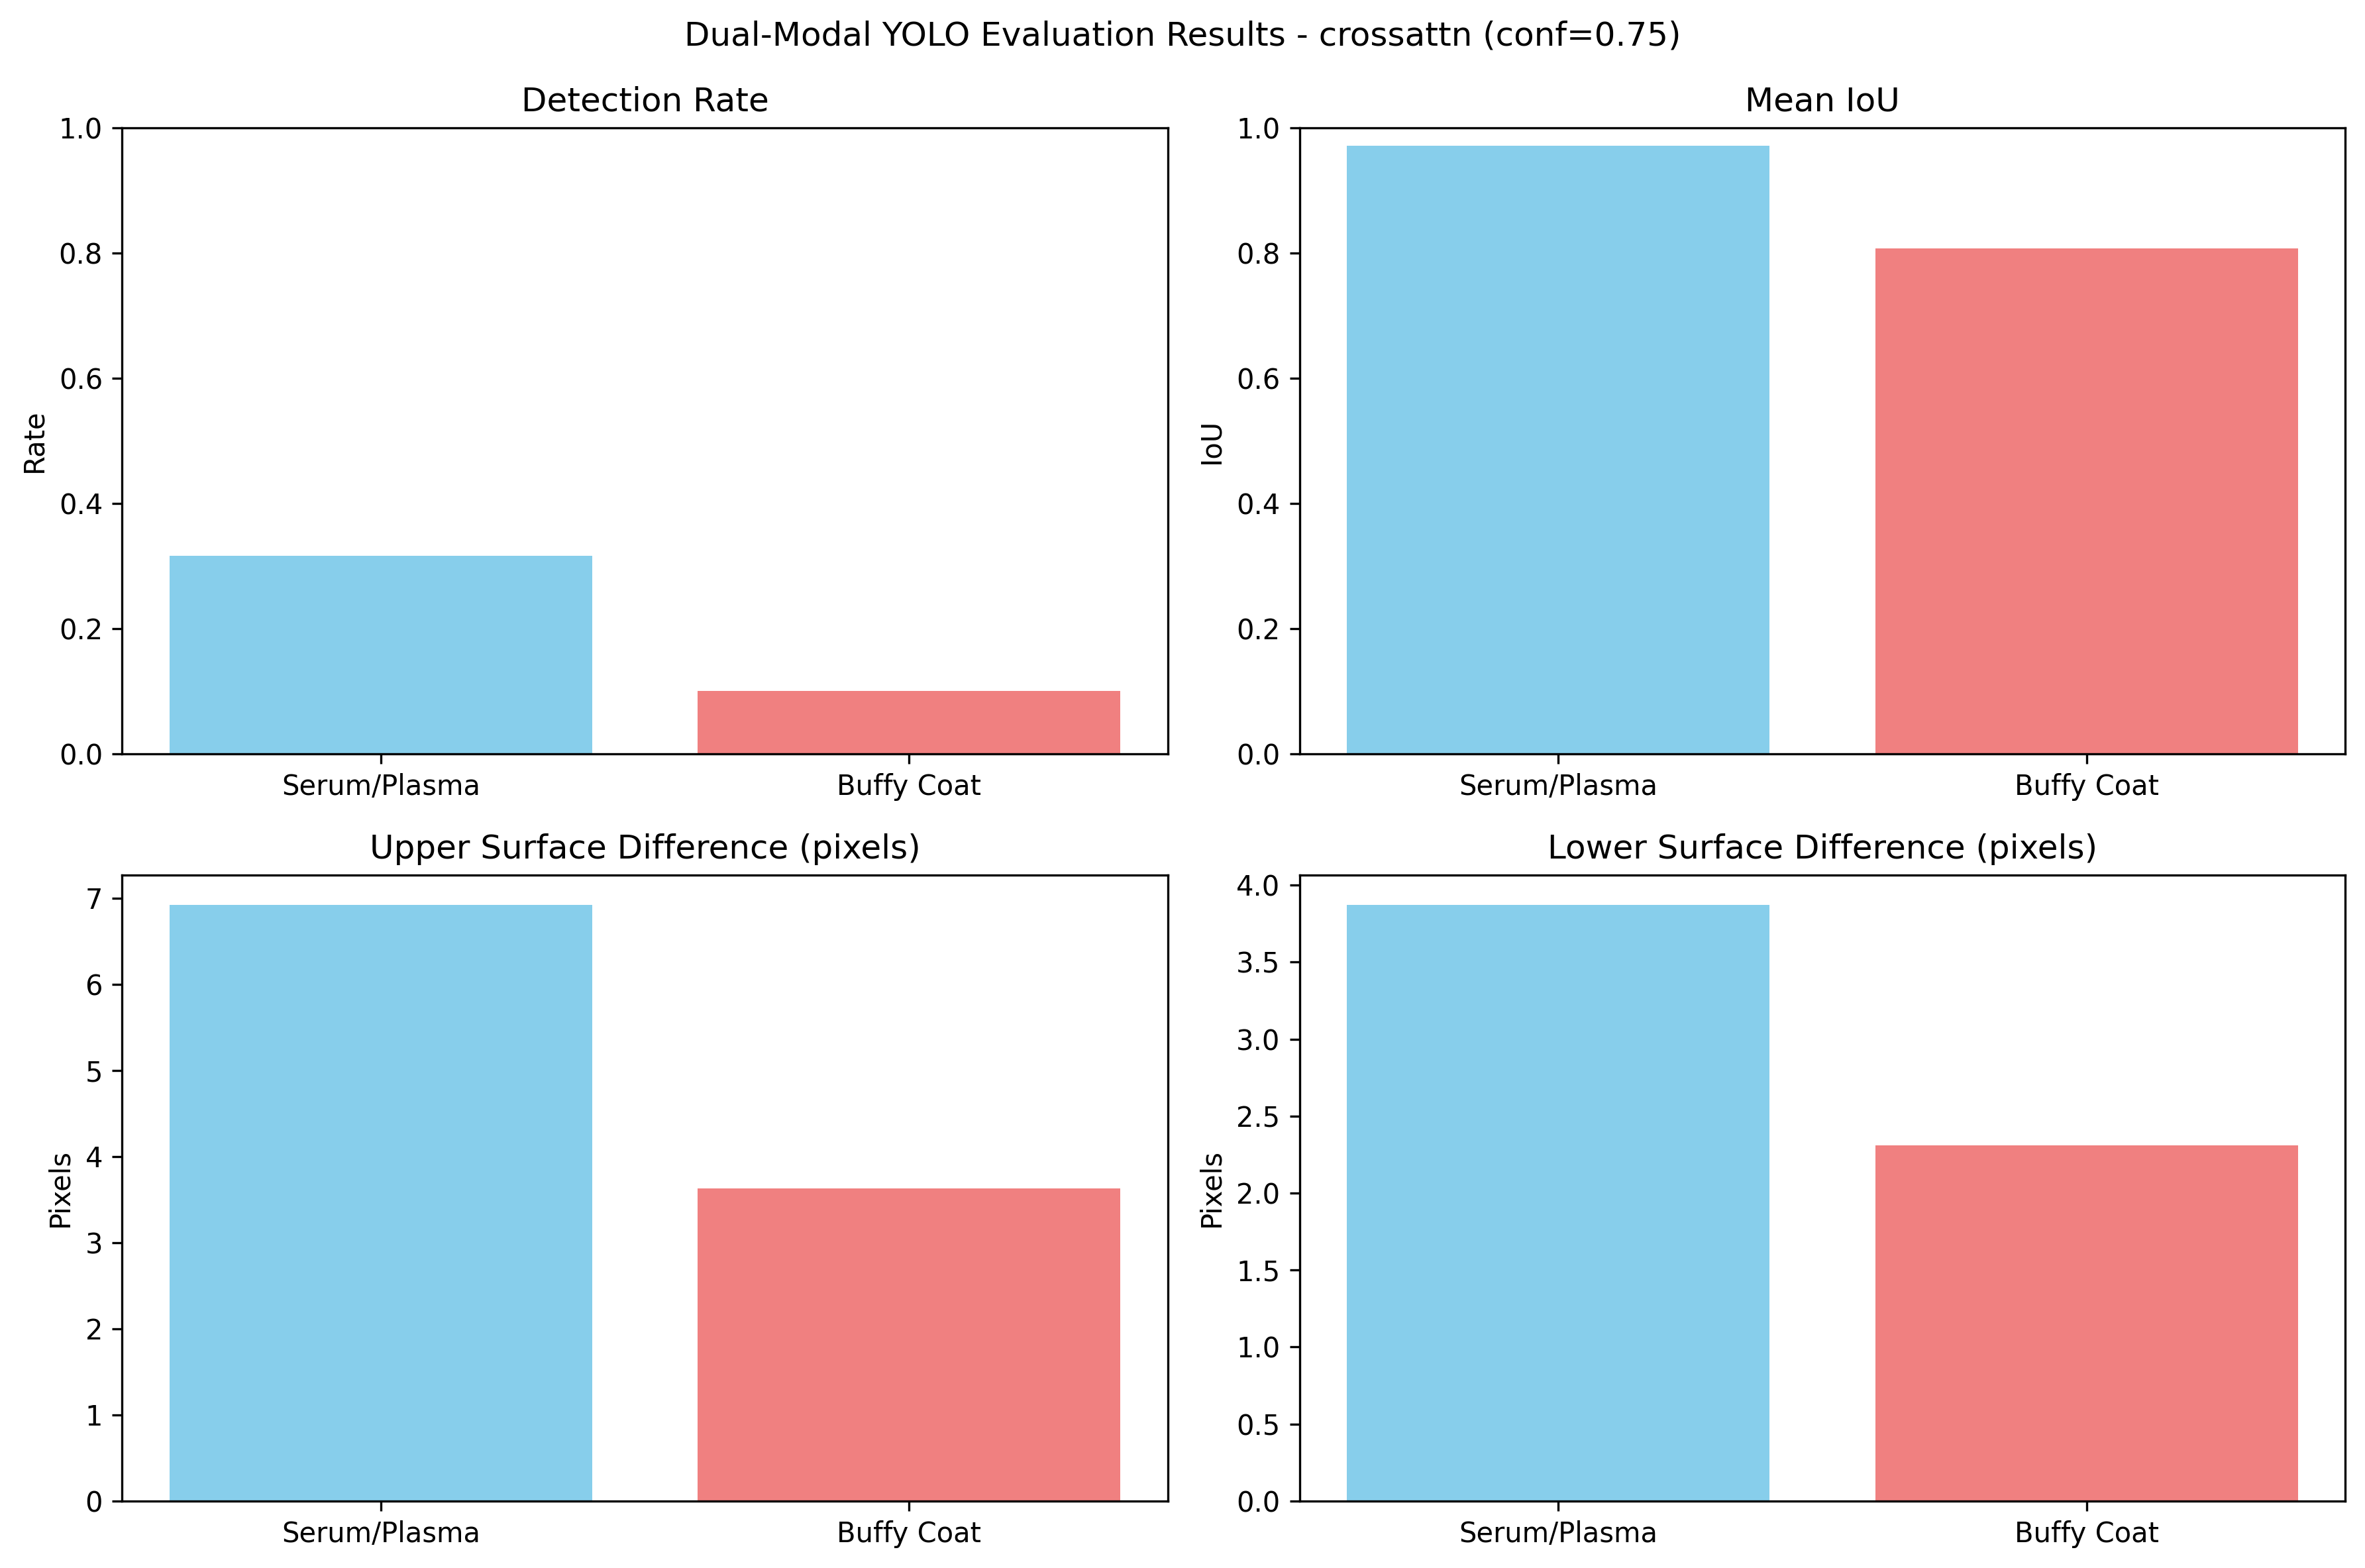 Dual-Modal YOLO Evaluation Results - crossattn (conf=0.75)
Detection Rate
1.0
0.8
0.6
0.4
0.2
0.0
Rate
Serum/Plasma
Buffy Coat
Mean IoU
1.0
0.8
0.6
0.4
0.2
0.0
IoU
Serum/Plasma
Buffy Coat
Upper Surface Difference (pixels)
7
6
5
4
3
2
1
0
Pixels
Serum/Plasma
Buffy Coat
Lower Surface Difference (pixels)
4.0
3.5
3.0
2.5
2.0
1.5
1.0
0.5
0.0
Pixels
Serum/Plasma
Buffy Coat